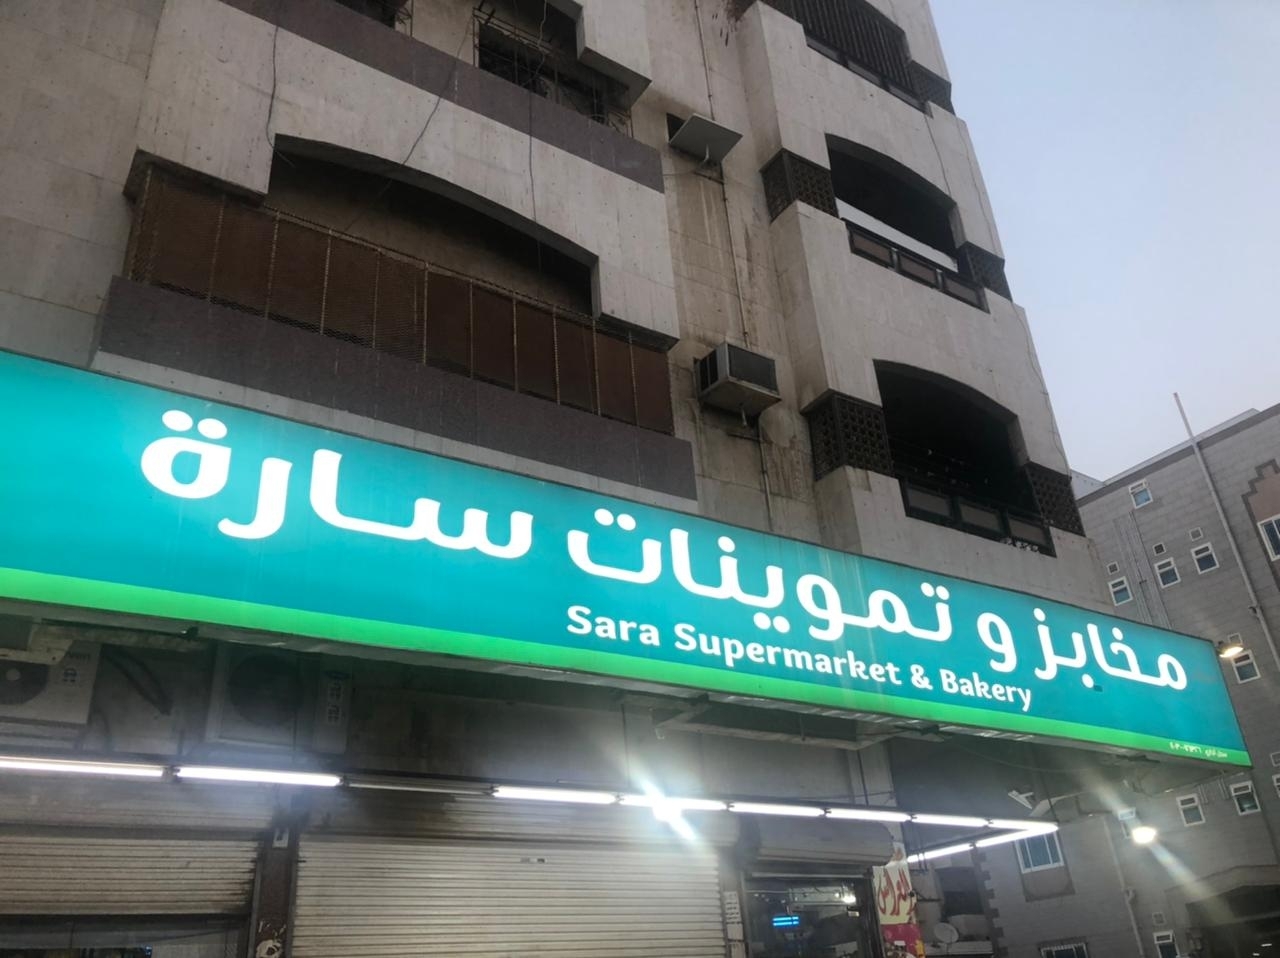 مخابز و تموينات سارة
Sara Supermarket & Bakery